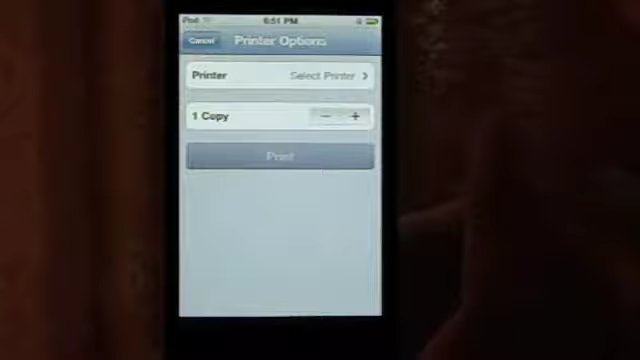 iPod 6:51 PM
Cancel Printer Options
Printer Select Printer
1 Copy − +
Print